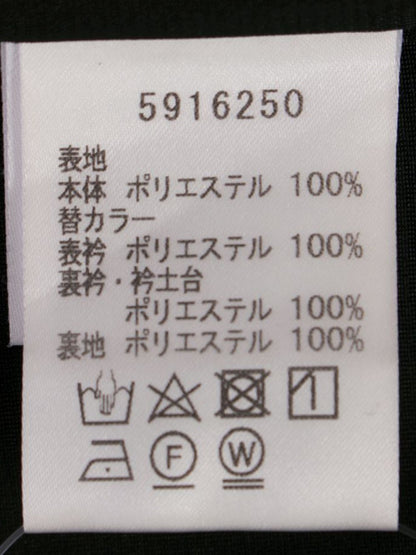 5916250
表地
本体 ポリエステル 100%
替カラー
表衿 ポリエステル 100%
裏衿・衿土台
ポリエステル 100%
裏地 ポリエステル 100%
F W